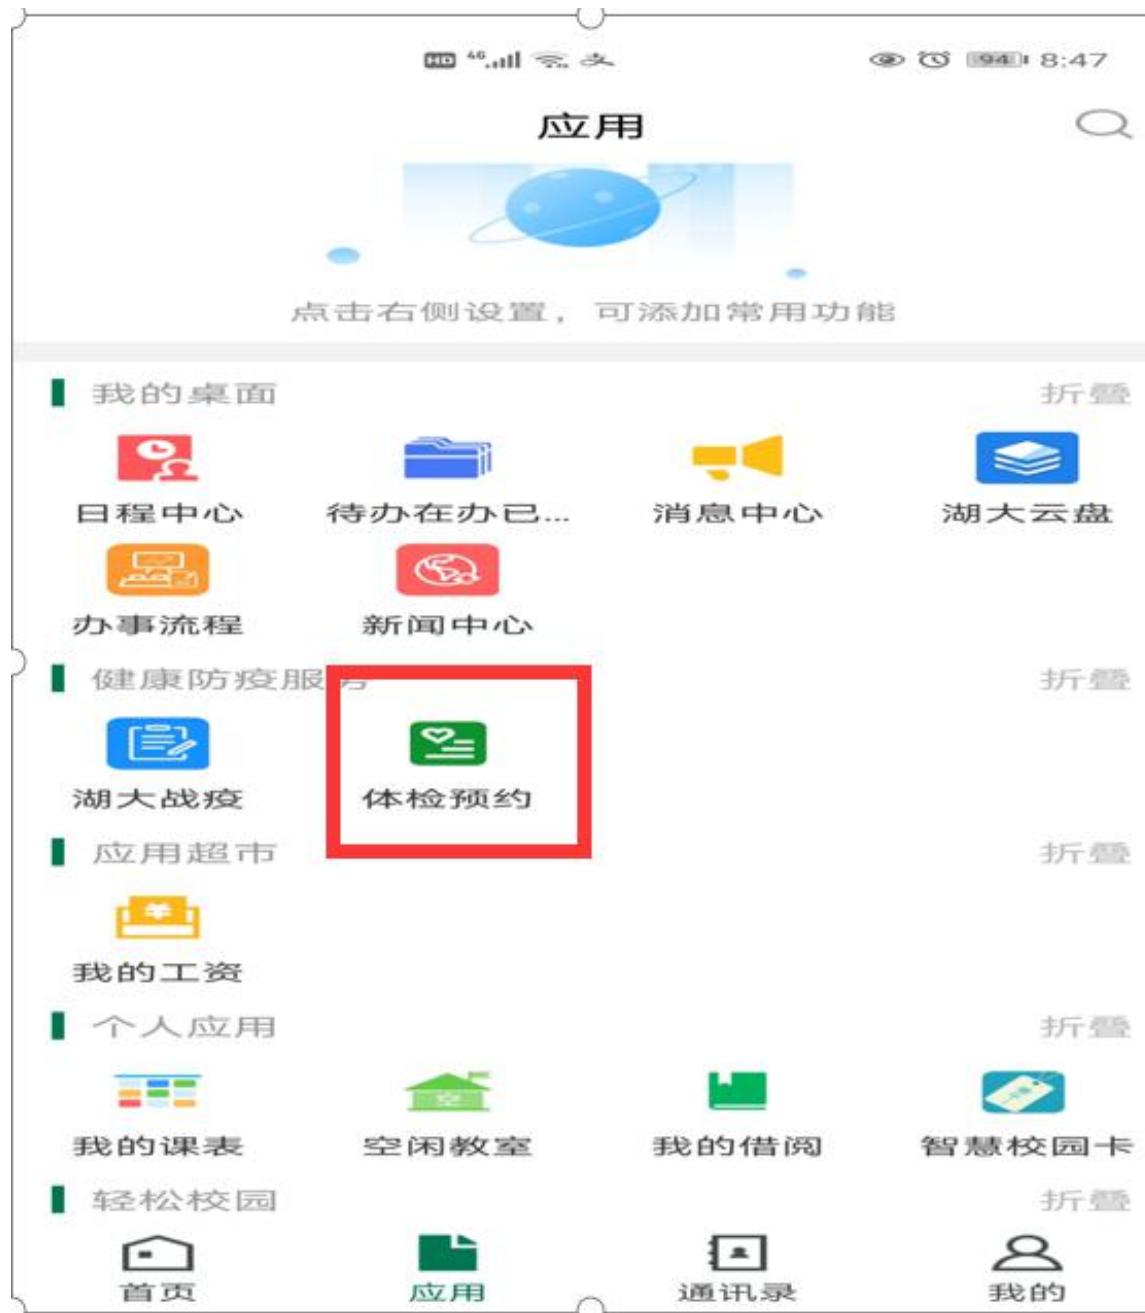 HD 4G 94 8:47
应用
点击右侧设置，可添加常用功能
我的桌面 折叠
日程中心 待办在办已... 消息中心 湖大云盘
办事流程 新闻中心
健康防疫服务 折叠
湖大战疫 体检预约
应用超市 折叠
我的工资
个人应用 折叠
空
我的课表 空闲教室 我的借阅 智慧校园卡
轻松校园 折叠
首页 应用 通讯录 我的